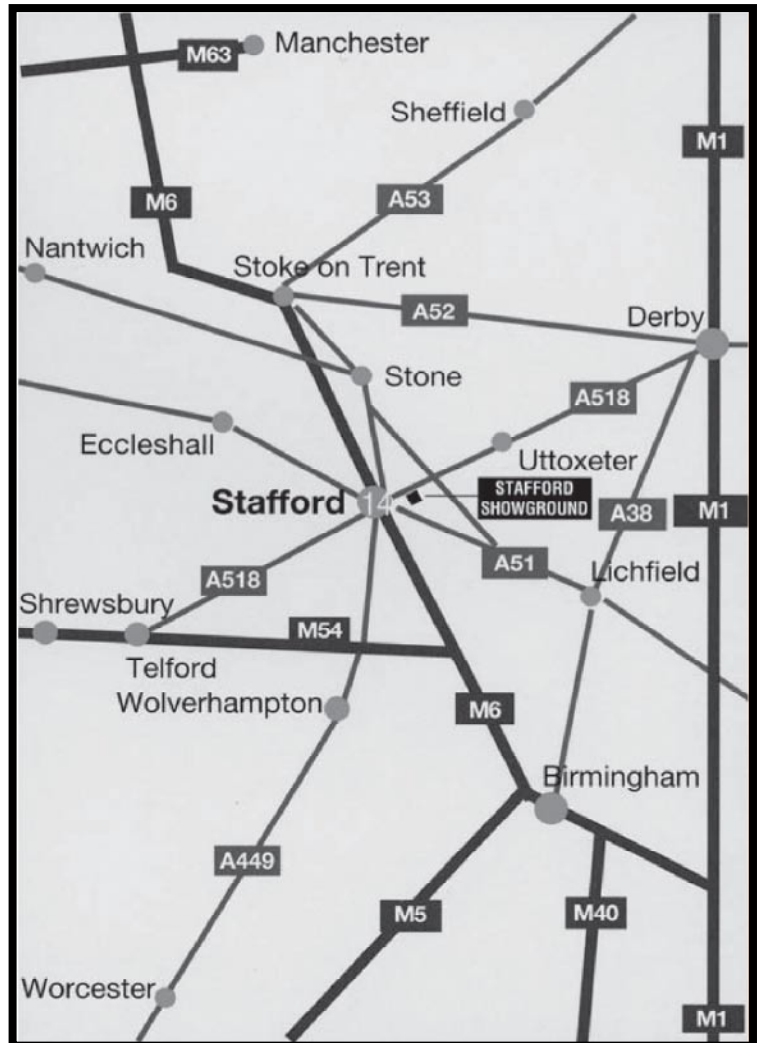 Manchester
M63
Sheffield
M1
M6
A53
Nantwich
Stoke on Trent
A52
Derby
Stone
A518
Eccleshall
Uttoxeter
Stafford
14
STAFFORD
SHOWGROUND
A38
M1
A51
Lichfield
A518
Shrewsbury
M54
Telford
Wolverhampton
M6
Birmingham
A449
M5
M40
Worcester
M1